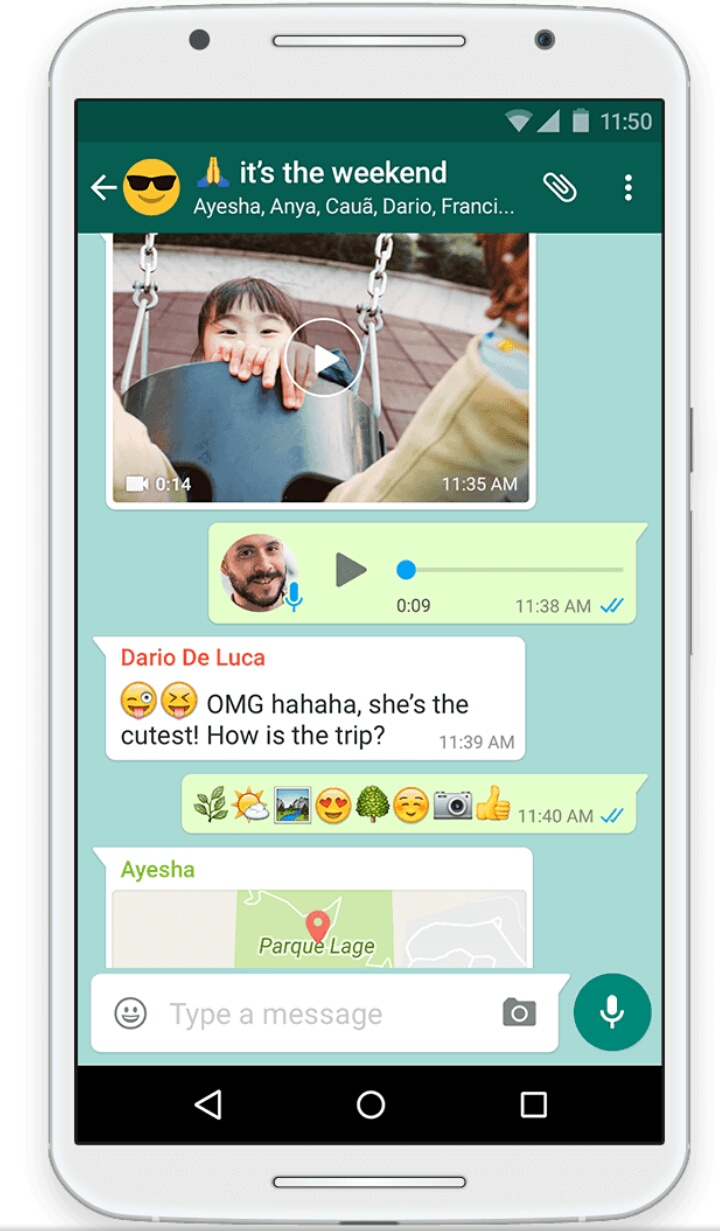 11:50
🙏 it's the weekend
Ayesha, Anya, Cauã, Dario, Franci...
0:14 11:35 AM
0:09 11:38 AM
Dario De Luca
😜😝 OMG hahaha, she's the
cutest! How is the trip? 11:39 AM
🌿🌤🏞😍🌳☺📷👍 11:40 AM
Ayesha
Parque Lage
Type a message